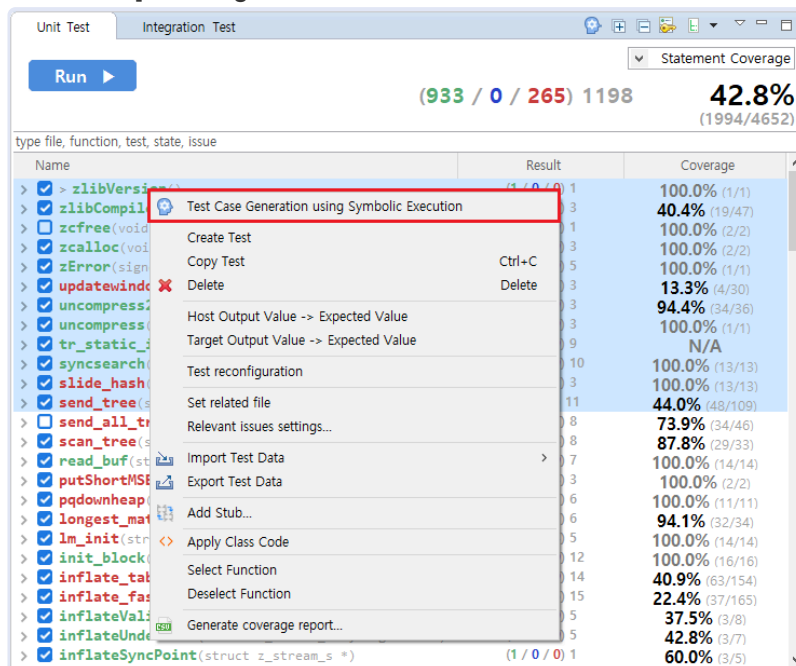 Unit Test Integration Test
Statement Coverage
Run
(933 / 0 / 265) 1198 42.8%
(1994/4652)
type file, function, test, state, issue
Name Result Coverage
> zlibVersion() (1 / 0 / 0) 1 100.0% (1/1)
zlibCompil ) 3 40.4% (19/47)
zcfree(void ) 1 100.0% (2/2)
zcalloc(voi ) 3 100.0% (2/2)
zError(sign ) 5 100.0% (1/1)
updatewindo ) 3 13.3% (4/30)
uncompress2 ) 3 94.4% (34/36)
uncompress( ) 3 100.0% (1/1)
tr_static_i ) 9 N/A
syncsearch( ) 10 100.0% (13/13)
slide_hash( ) 3 100.0% (13/13)
send_tree(s ) 11 44.0% (48/109)
send_all_tr ) 8 73.9% (34/46)
scan_tree(s ) 8 87.8% (29/33)
read_buf(st ) 7 100.0% (14/14)
putShortMSB ) 3 100.0% (2/2)
pqdownheap( ) 6 100.0% (11/11)
longest_mat ) 6 94.1% (32/34)
lm_init(str ) 5 100.0% (14/14)
init_block( ) 12 100.0% (16/16)
inflate_tab ) 14 40.9% (63/154)
inflate_fas ) 15 22.4% (37/165)
inflateVali ) 5 37.5% (3/8)
inflateUnde ) 5 42.8% (3/7)
inflateSyncPoint(struct z_stream_s *) (1 / 0 / 0) 1 60.0% (3/5)
Test Case Generation using Symbolic Execution
Create Test
Copy Test Ctrl+C
Delete Delete
Host Output Value -> Expected Value
Target Output Value -> Expected Value
Test reconfiguration
Set related file
Relevant issues settings...
Import Test Data
Export Test Data
Add Stub...
Apply Class Code
Select Function
Deselect Function
Generate coverage report...